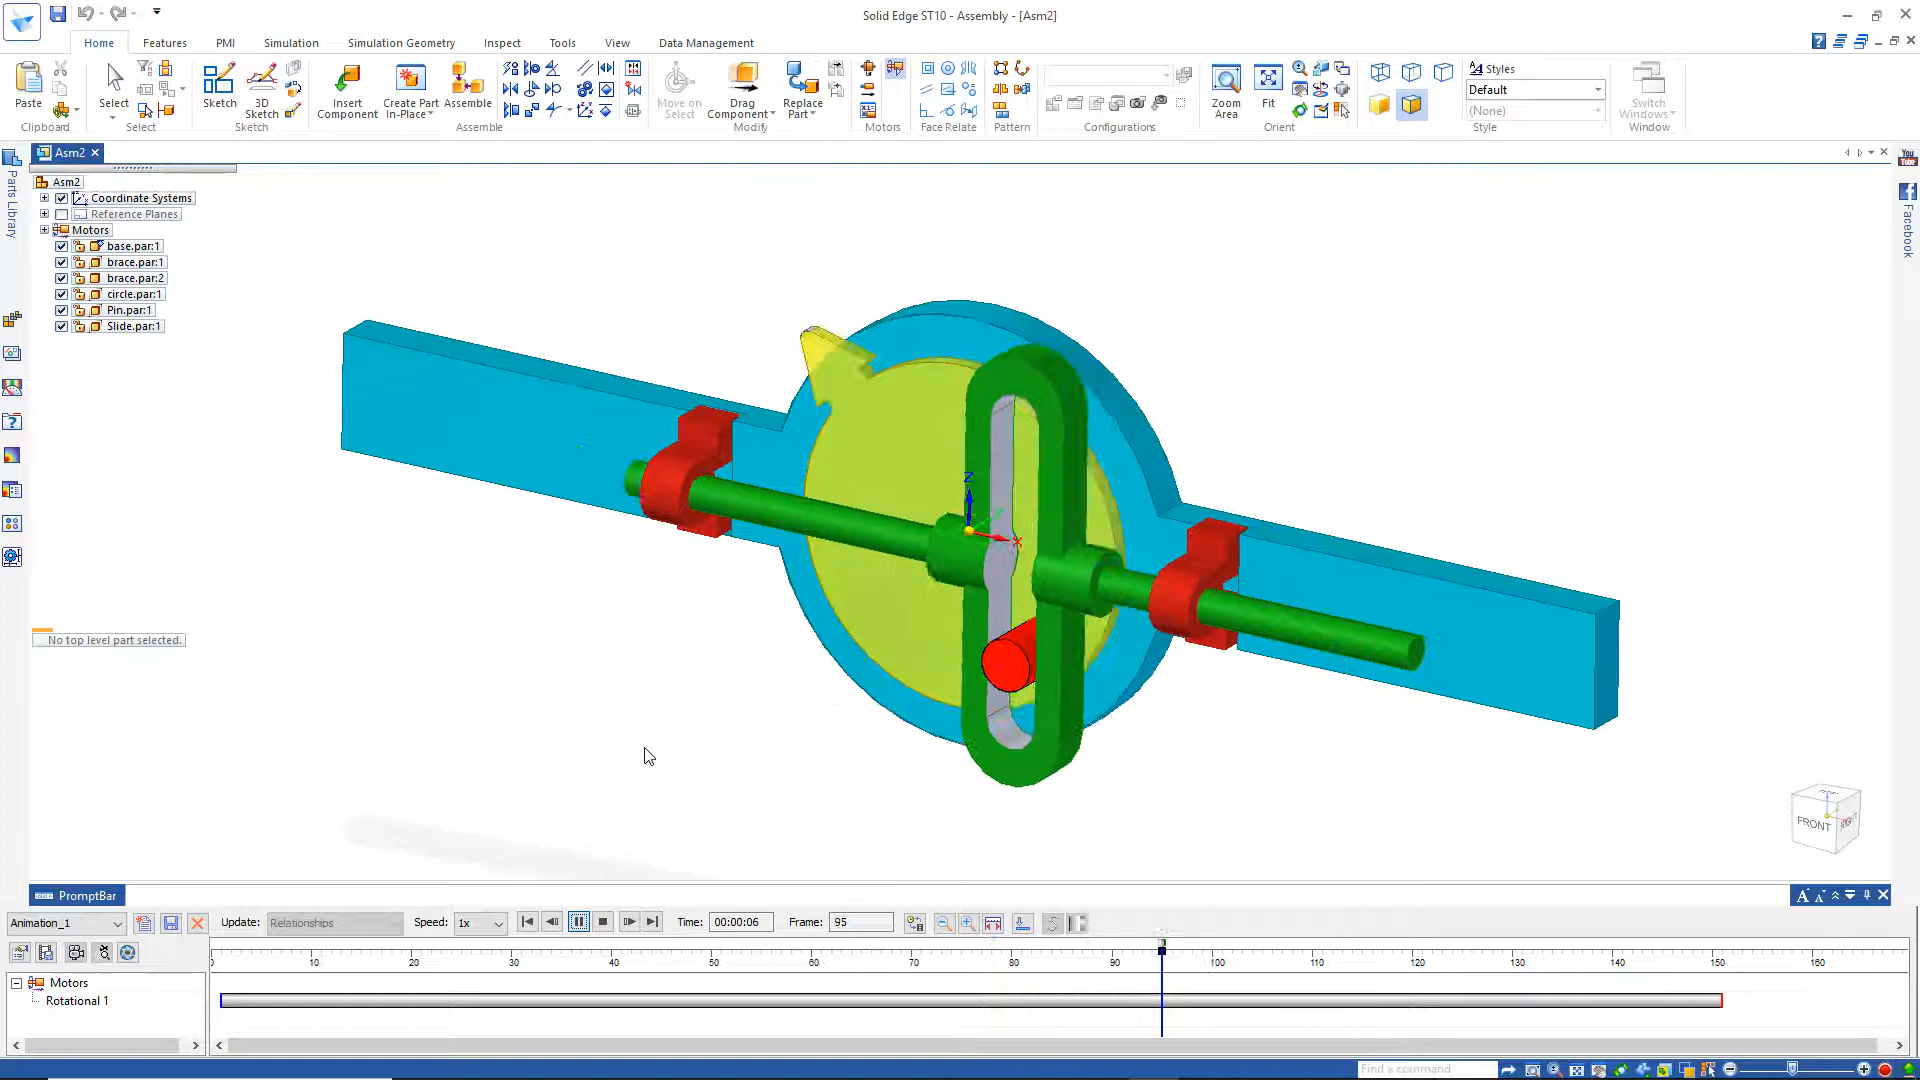 Solid Edge ST10 - Assembly - [Asm2]
Home Features PMI Simulation Simulation Geometry Inspect Tools View Data Management
Paste
Clipboard
Select
Select
Sketch
3D Sketch
Sketch
Insert Component
Create Part In-Place
Assemble
Assemble
Move on Select
Drag Component
Replace Part
Modify
Motors
Face Relate
Pattern
Configurations
Zoom Area
Fit
Orient
Styles
Default
(None)
Style
Switch Windows
Window
Asm2
Parts Library
You Tube
Facebook
Asm2
Coordinate Systems
Reference Planes
Motors
base.par:1
brace.par:1
brace.par:2
circle.par:1
Pin.par:1
Slide.par:1
No top level part selected.
Z
X
FRONT
RIGHT
PromptBar
Animation_1 Update: Relationships Speed: 1x Time: 00:00:06 Frame: 95
10 20 30 40 50 60 70 80 90 100 110 120 130 140 150 160
Motors
Rotational 1
Find a command